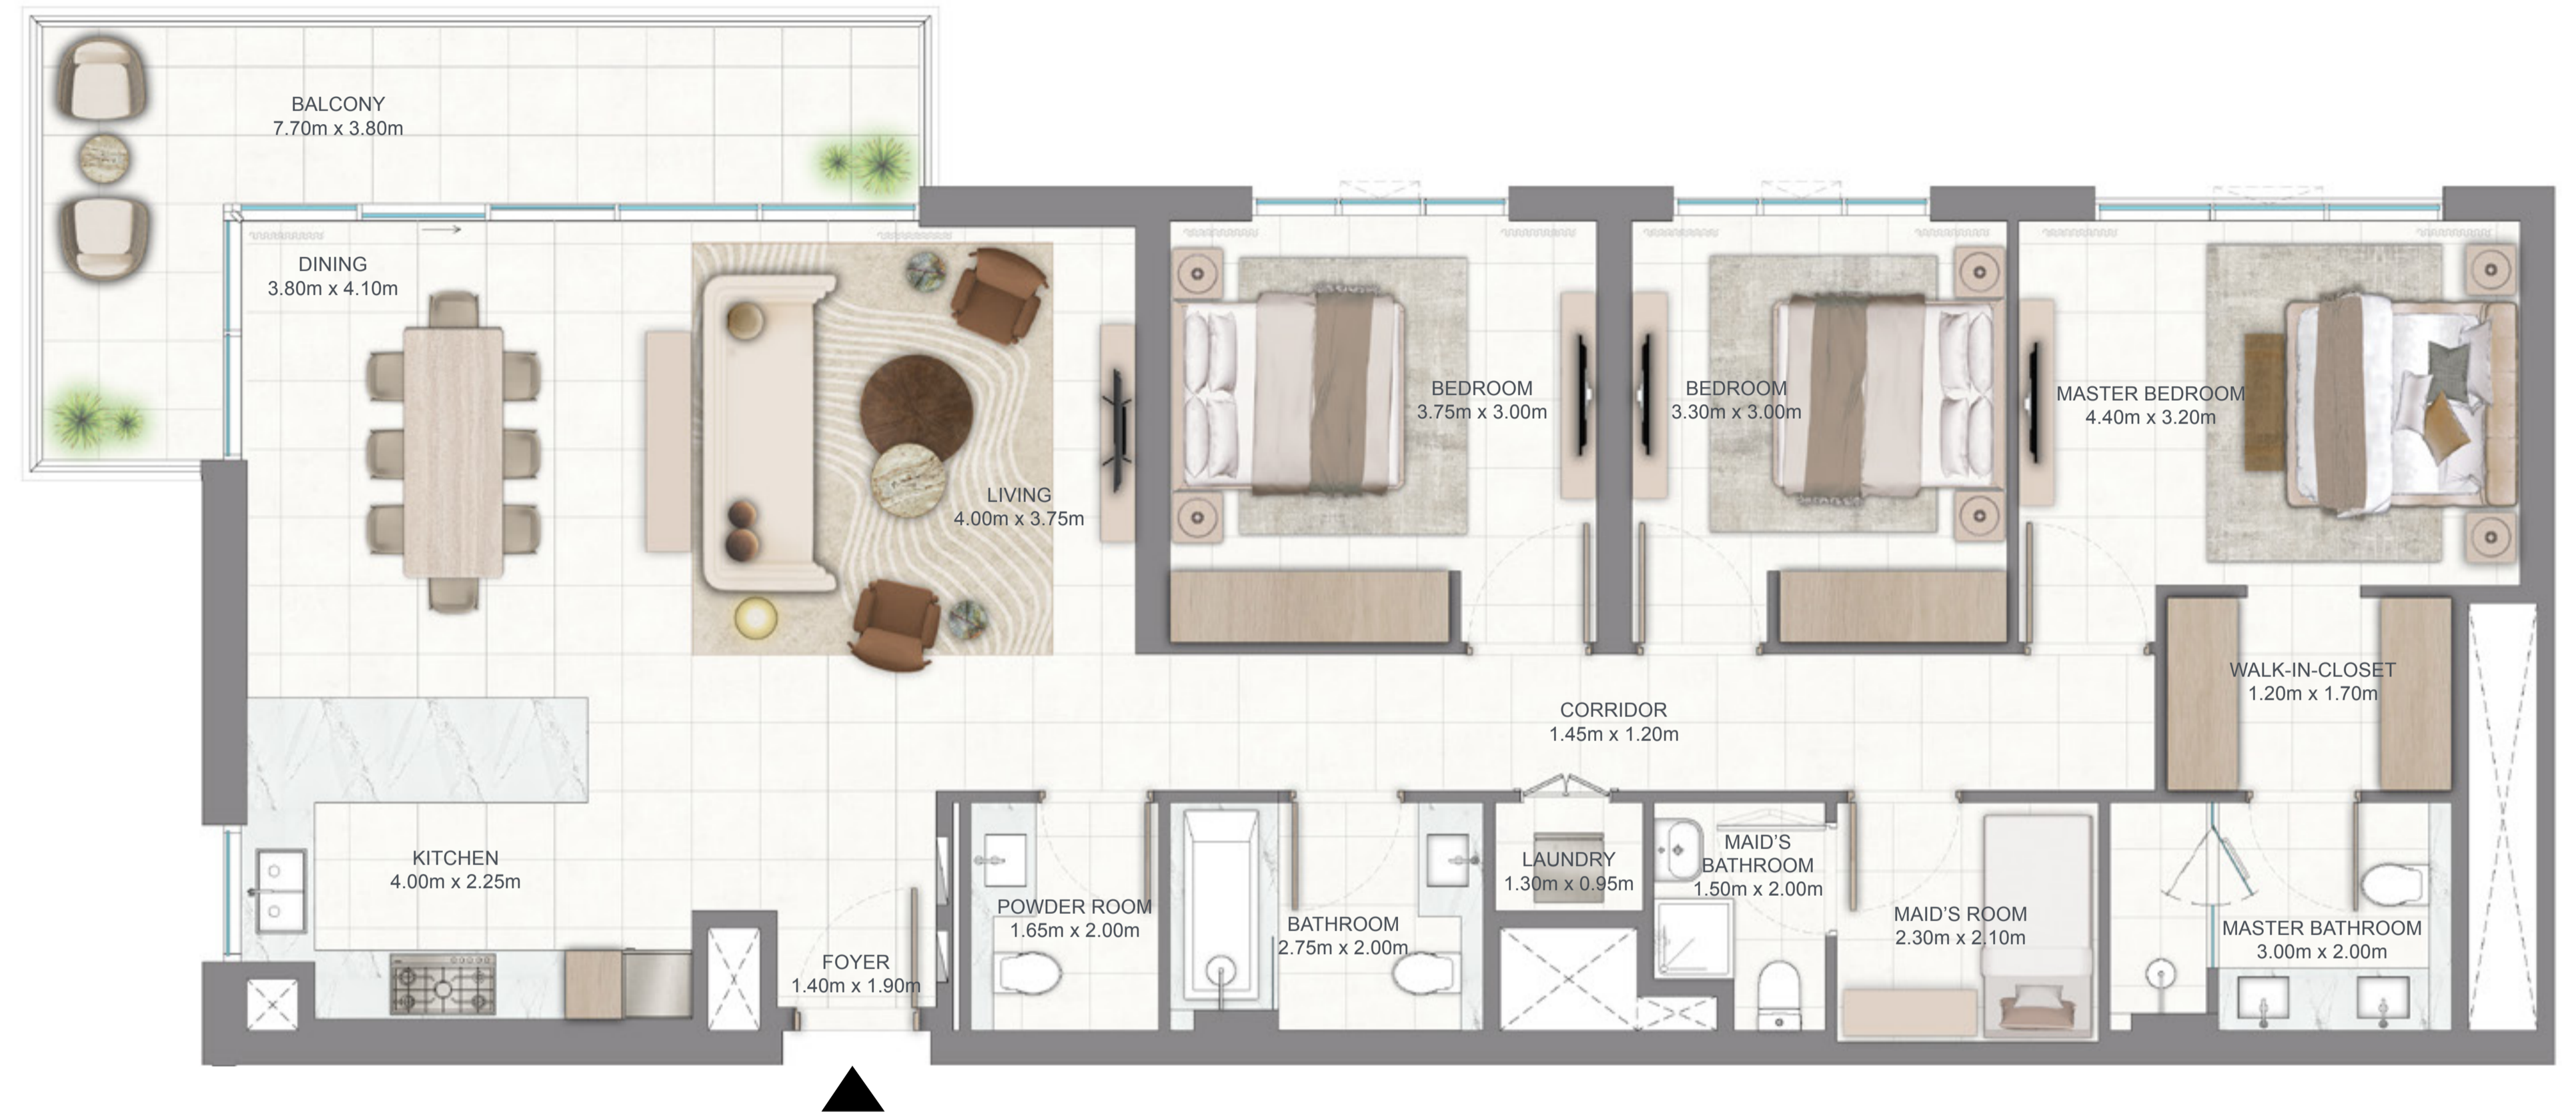 BALCONY
7.70m x 3.80m
DINING
3.80m x 4.10m
LIVING
4.00m x 3.75m
BEDROOM
3.75m x 3.00m
BEDROOM
3.30m x 3.00m
MASTER BEDROOM
4.40m x 3.20m
WALK-IN-CLOSET
1.20m x 1.70m
CORRIDOR
1.45m x 1.20m
KITCHEN
4.00m x 2.25m
FOYER
1.40m x 1.90m
POWDER ROOM
1.65m x 2.00m
BATHROOM
2.75m x 2.00m
LAUNDRY
1.30m x 0.95m
MAID'S
BATHROOM
1.50m x 2.00m
MAID'S ROOM
2.30m x 2.10m
MASTER BATHROOM
3.00m x 2.00m